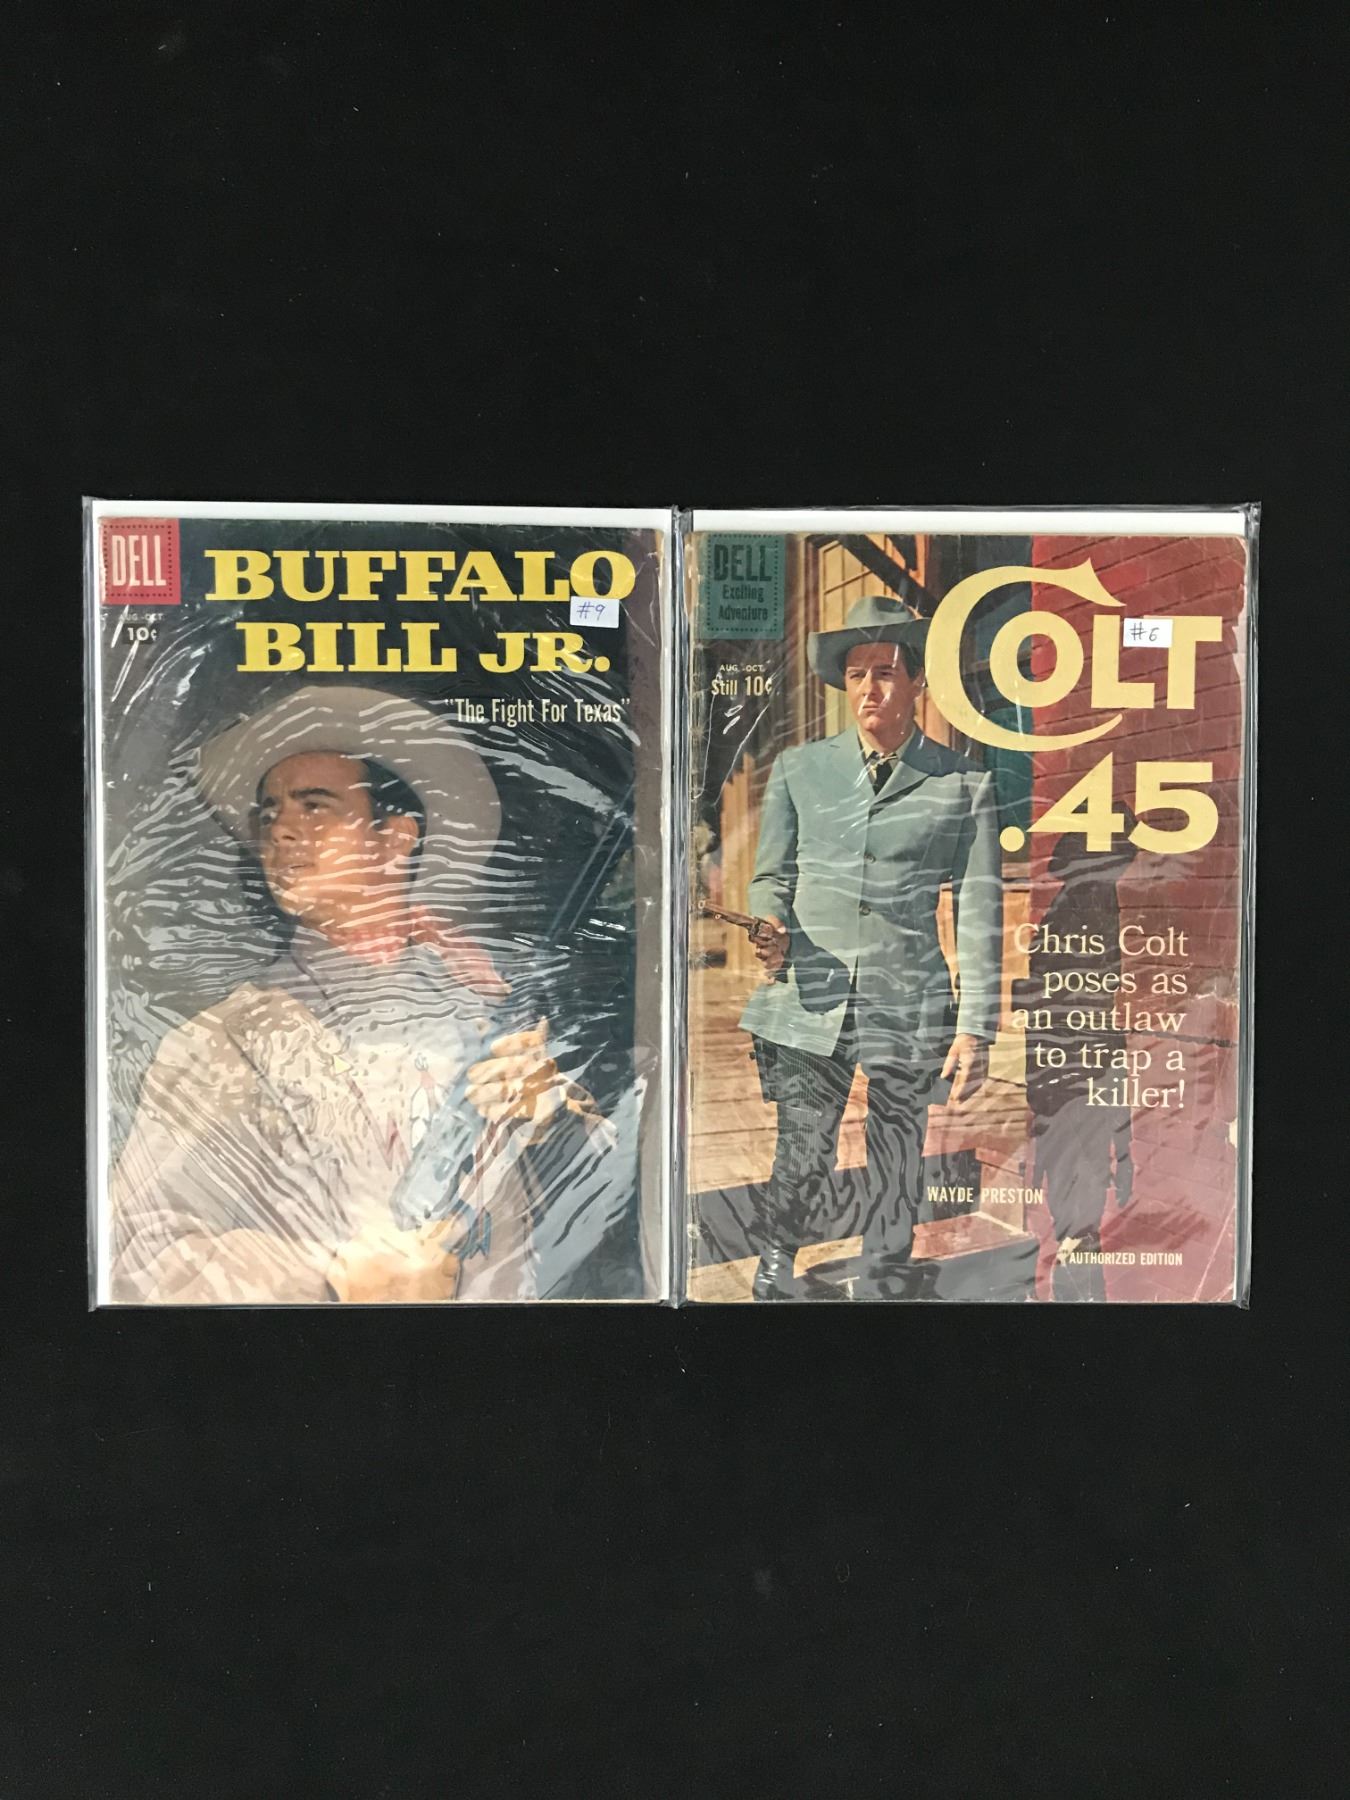 DELL
AUG.-OCT.
10¢
BUFFALO
#9
BILL JR.
"The Fight For Texas"
DELL
Exciting
Adventure
AUG.-OCT.
Still 10¢
COLT
#6
.45
Chris Colt
poses as
an outlaw
to trap a
killer!
WAYDE PRESTON
AUTHORIZED EDITION